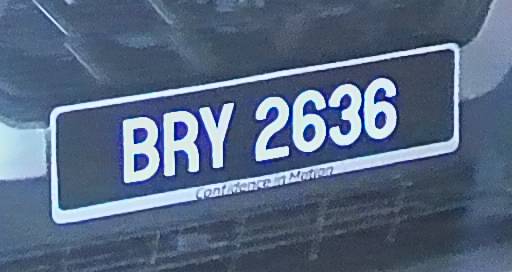 BRY 2636
Confidence in Motion